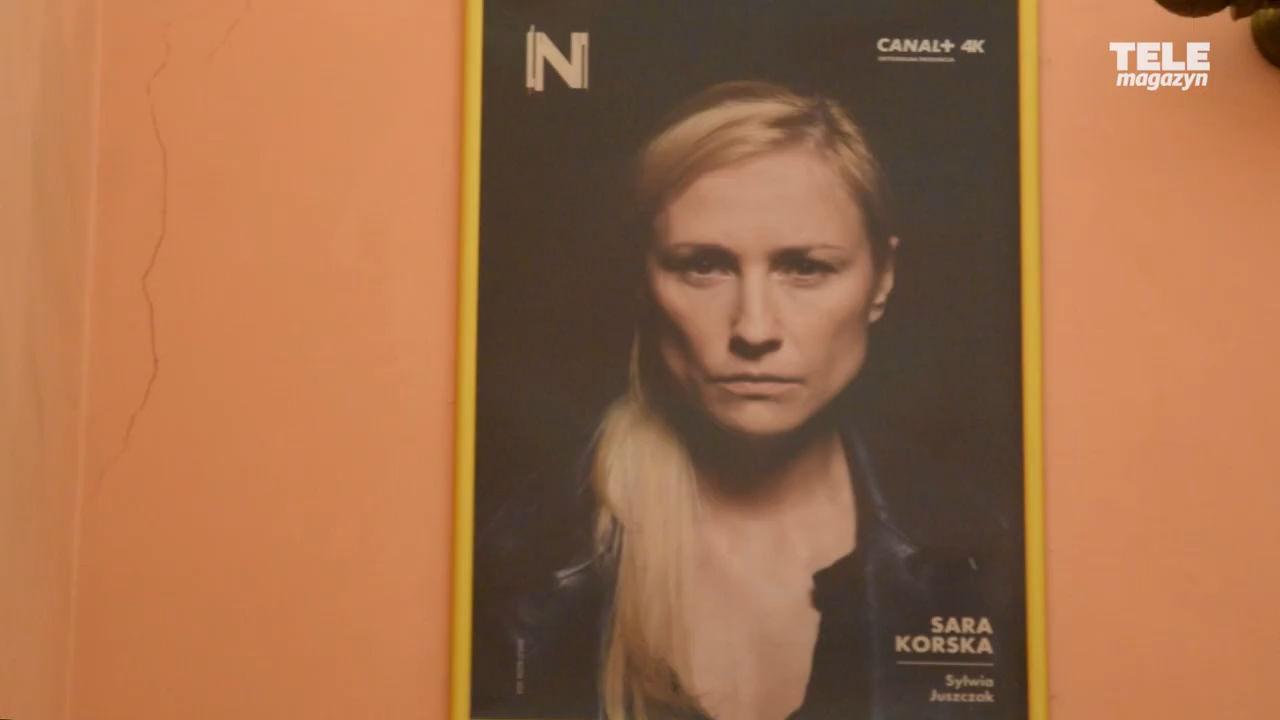 N
CANAL+ 4K
TELE
magazyn
SARA
KORSKA
Sylwia
Juszczak